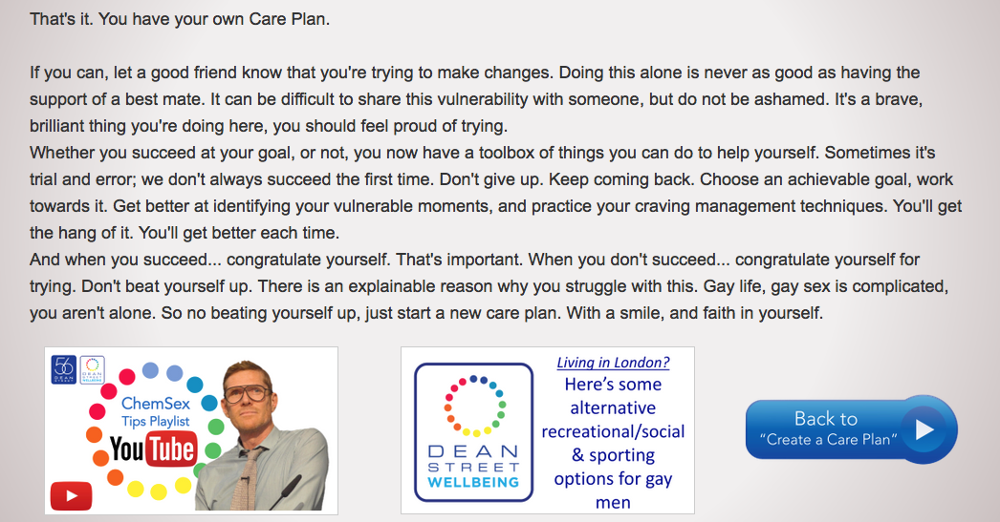 That's it. You have your own Care Plan.
If you can, let a good friend know that you're trying to make changes. Doing this alone is never as good as having the
support of a best mate. It can be difficult to share this vulnerability with someone, but do not be ashamed. It's a brave,
brilliant thing you're doing here, you should feel proud of trying.
Whether you succeed at your goal, or not, you now have a toolbox of things you can do to help yourself. Sometimes it's
trial and error; we don't always succeed the first time. Don't give up. Keep coming back. Choose an achievable goal, work
towards it. Get better at identifying your vulnerable moments, and practice your craving management techniques. You'll get
the hang of it. You'll get better each time.
And when you succeed... congratulate yourself. That's important. When you don't succeed... congratulate yourself for
trying. Don't beat yourself up. There is an explainable reason why you struggle with this. Gay life, gay sex is complicated,
you aren't alone. So no beating yourself up, just start a new care plan. With a smile, and faith in yourself.
56
DEAN
STREET
DEAN
STREET
WELLBEING
ChemSex
Tips Playlist
YouTube
DEAN
STREET
WELLBEING
Living in London?
Here's some
alternative
recreational/social
& sporting
options for gay
men
Back to
"Create a Care Plan"